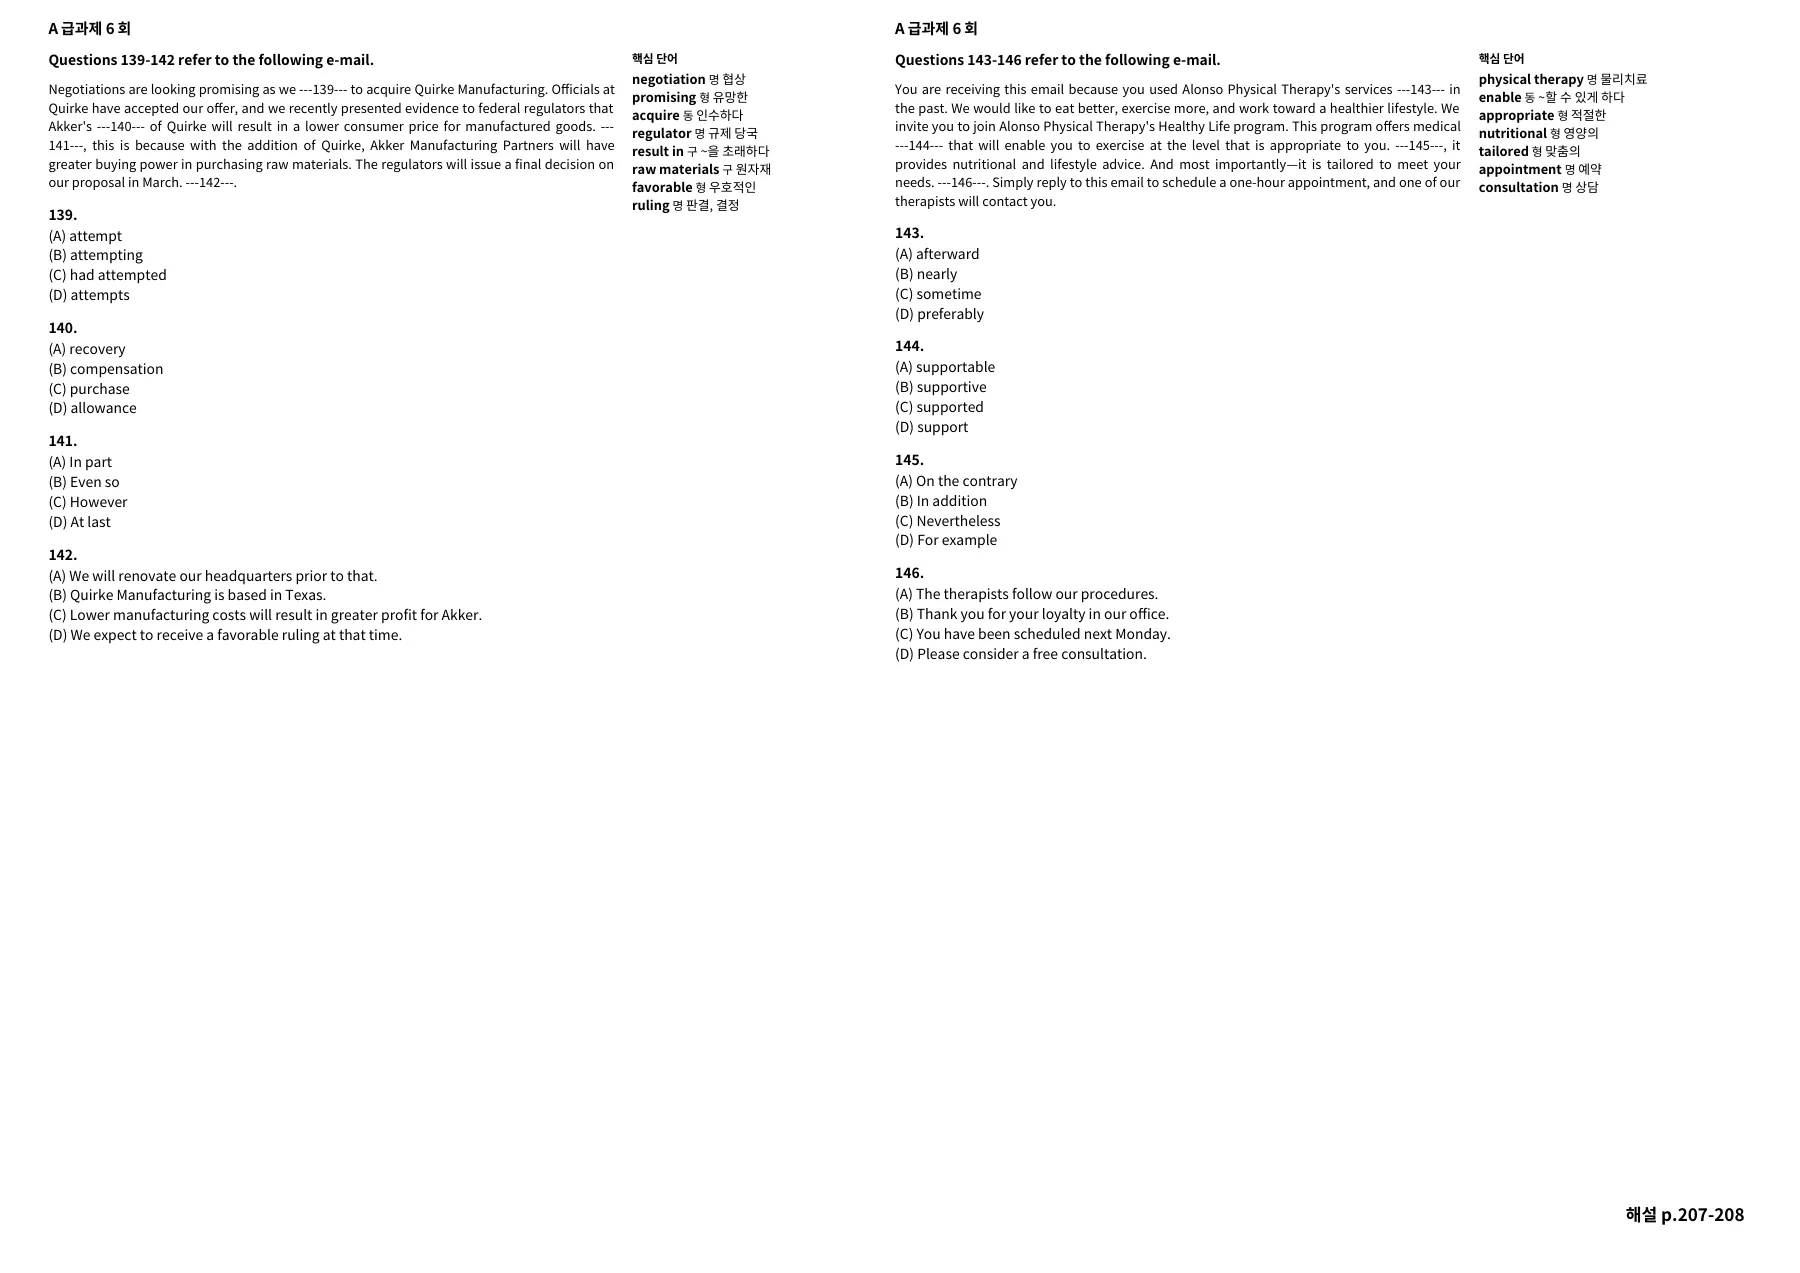 A 급과제 6 회
Questions 139-142 refer to the following e-mail.
Negotiations are looking promising as we ---139--- to acquire Quirke Manufacturing. Officials at
Quirke have accepted our offer, and we recently presented evidence to federal regulators that
Akker's ---140--- of Quirke will result in a lower consumer price for manufactured goods. ---
141---, this is because with the addition of Quirke, Akker Manufacturing Partners will have
greater buying power in purchasing raw materials. The regulators will issue a final decision on
our proposal in March. ---142---.
핵심 단어
negotiation 명 협상
promising 형 유망한
acquire 동 인수하다
regulator 명 규제 당국
result in 구 ~을 초래하다
raw materials 구 원자재
favorable 형 우호적인
ruling 명 판결, 결정
139.
(A) attempt
(B) attempting
(C) had attempted
(D) attempts
140.
(A) recovery
(B) compensation
(C) purchase
(D) allowance
141.
(A) In part
(B) Even so
(C) However
(D) At last
142.
(A) We will renovate our headquarters prior to that.
(B) Quirke Manufacturing is based in Texas.
(C) Lower manufacturing costs will result in greater profit for Akker.
(D) We expect to receive a favorable ruling at that time.
A 급과제 6 회
Questions 143-146 refer to the following e-mail.
You are receiving this email because you used Alonso Physical Therapy's services ---143--- in
the past. We would like to eat better, exercise more, and work toward a healthier lifestyle. We
invite you to join Alonso Physical Therapy's Healthy Life program. This program offers medical
---144--- that will enable you to exercise at the level that is appropriate to you. ---145---, it
provides nutritional and lifestyle advice. And most importantly—it is tailored to meet your
needs. ---146---. Simply reply to this email to schedule a one-hour appointment, and one of our
therapists will contact you.
핵심 단어
physical therapy 명 물리치료
enable 동 ~할 수 있게 하다
appropriate 형 적절한
nutritional 형 영양의
tailored 형 맞춤의
appointment 명 예약
consultation 명 상담
143.
(A) afterward
(B) nearly
(C) sometime
(D) preferably
144.
(A) supportable
(B) supportive
(C) supported
(D) support
145.
(A) On the contrary
(B) In addition
(C) Nevertheless
(D) For example
146.
(A) The therapists follow our procedures.
(B) Thank you for your loyalty in our office.
(C) You have been scheduled next Monday.
(D) Please consider a free consultation.
해설 p.207-208